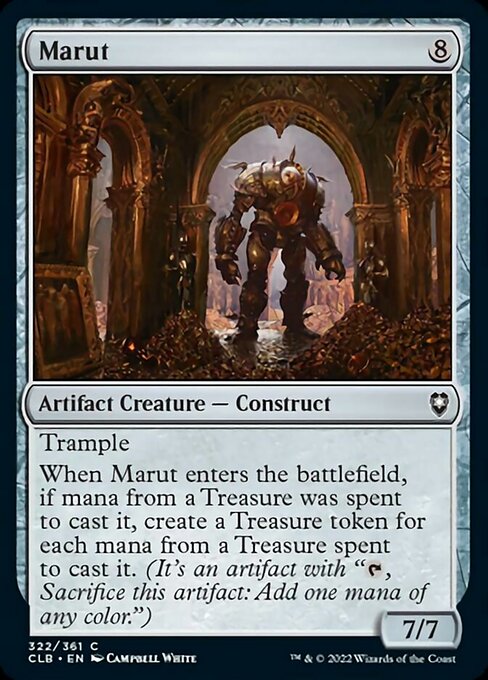 Marut 8
Artifact Creature — Construct
Trample
When Marut enters the battlefield,
if mana from a Treasure was spent
to cast it, create a Treasure token for
each mana from a Treasure spent
to cast it. (It's an artifact with “,
Sacrifice this artifact: Add one mana of
any color.”)
7/7
322/361 C
CLB • EN Campbell White
™ & © 2022 Wizards of the Coast